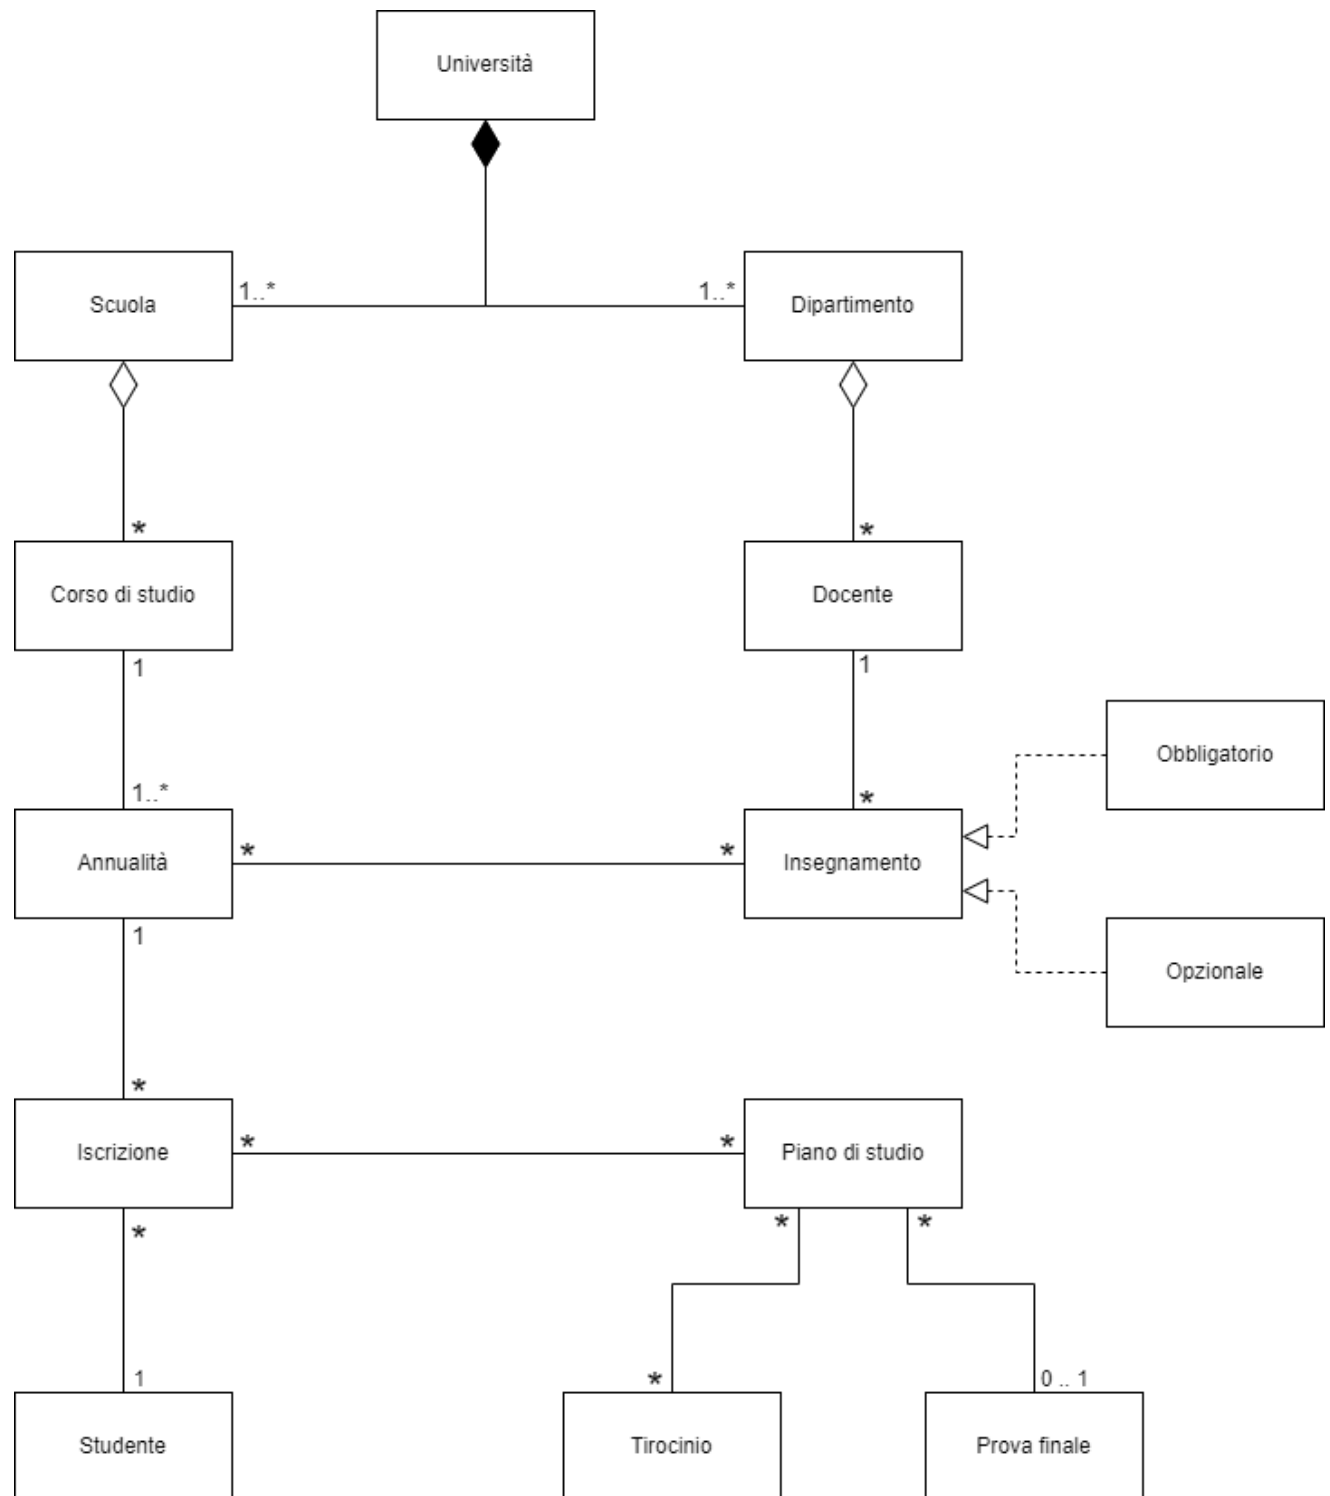 Università
Scuola
1..*
1..*
Dipartimento
*
*
Corso di studio
Docente
1
1
Obbligatorio
1..*
*
Annualità
*
*
Insegnamento
1
Opzionale
*
Iscrizione
*
*
Piano di studio
*
*
*
1
*
0 .. 1
Studente
Tirocinio
Prova finale